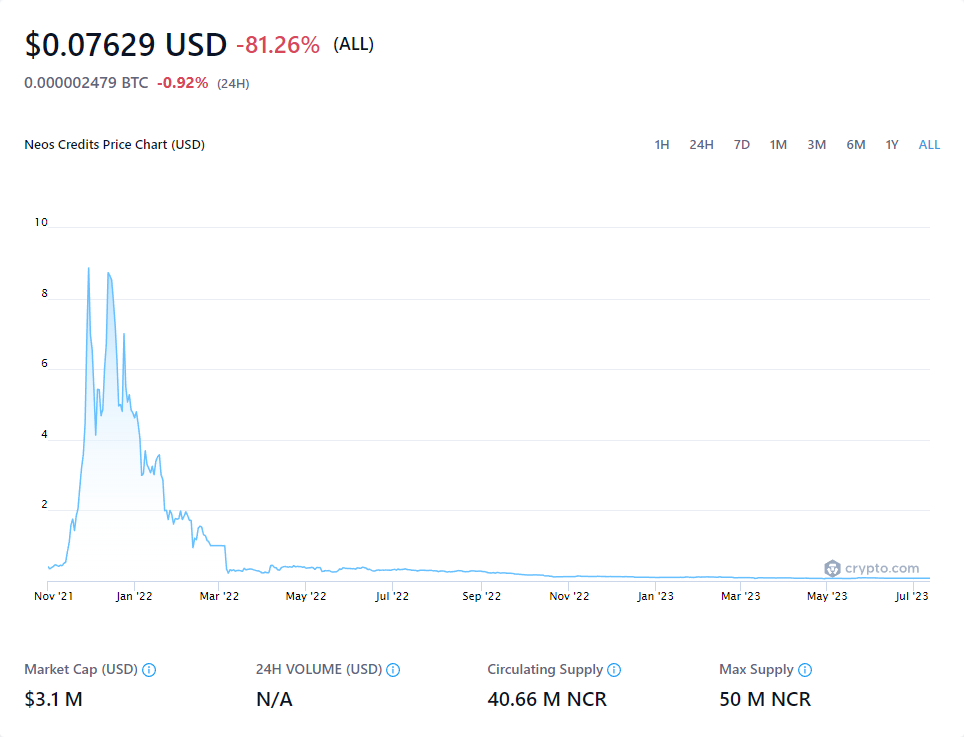 $0.07629 USD -81.26% (ALL)
0.000002479 BTC -0.92% (24H)
Neos Credits Price Chart (USD) 1H 24H 7D 1M 3M 6M 1Y ALL
10
8
6
4
2
crypto.com
Nov '21 Jan '22 Mar '22 May '22 Jul '22 Sep '22 Nov '22 Jan '23 Mar '23 May '23 Jul '23
Market Cap (USD) 24H VOLUME (USD) Circulating Supply Max Supply
$3.1 M N/A 40.66 M NCR 50 M NCR